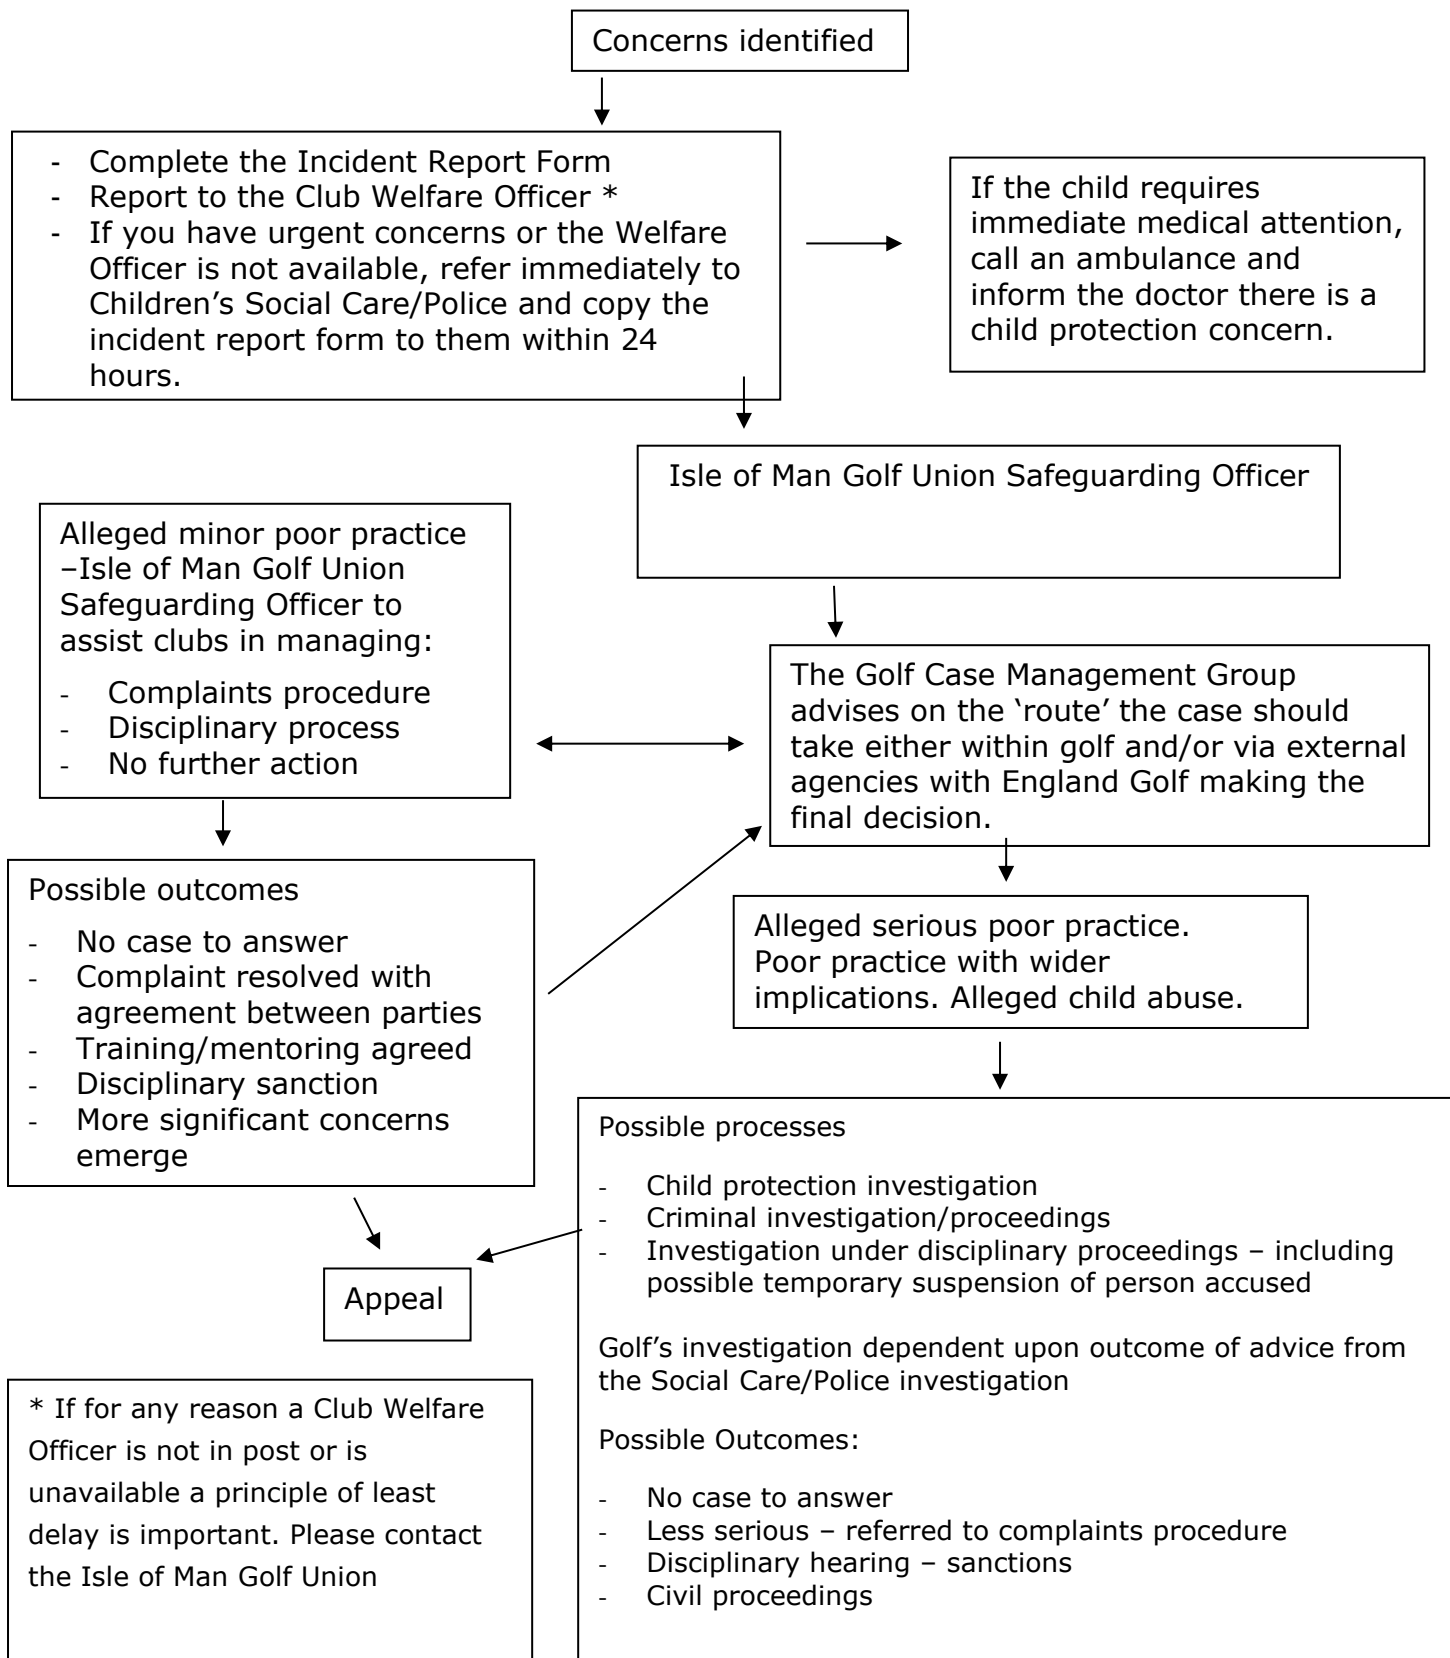 Concerns identified
- Complete the Incident Report Form
- Report to the Club Welfare Officer *
- If you have urgent concerns or the Welfare
Officer is not available, refer immediately to
Children’s Social Care/Police and copy the
incident report form to them within 24
hours.
If the child requires
immediate medical attention,
call an ambulance and
inform the doctor there is a
child protection concern.
Isle of Man Golf Union Safeguarding Officer
Alleged minor poor practice
–Isle of Man Golf Union
Safeguarding Officer to
assist clubs in managing:
- Complaints procedure
- Disciplinary process
- No further action
The Golf Case Management Group
advises on the ‘route’ the case should
take either within golf and/or via external
agencies with England Golf making the
final decision.
Possible outcomes
- No case to answer
- Complaint resolved with
agreement between parties
- Training/mentoring agreed
- Disciplinary sanction
- More significant concerns
emerge
Alleged serious poor practice.
Poor practice with wider
implications. Alleged child abuse.
Possible processes
- Child protection investigation
- Criminal investigation/proceedings
- Investigation under disciplinary proceedings – including
possible temporary suspension of person accused
Golf’s investigation dependent upon outcome of advice from
the Social Care/Police investigation
Possible Outcomes:
- No case to answer
- Less serious – referred to complaints procedure
- Disciplinary hearing – sanctions
- Civil proceedings
Appeal
* If for any reason a Club Welfare
Officer is not in post or is
unavailable a principle of least
delay is important. Please contact
the Isle of Man Golf Union